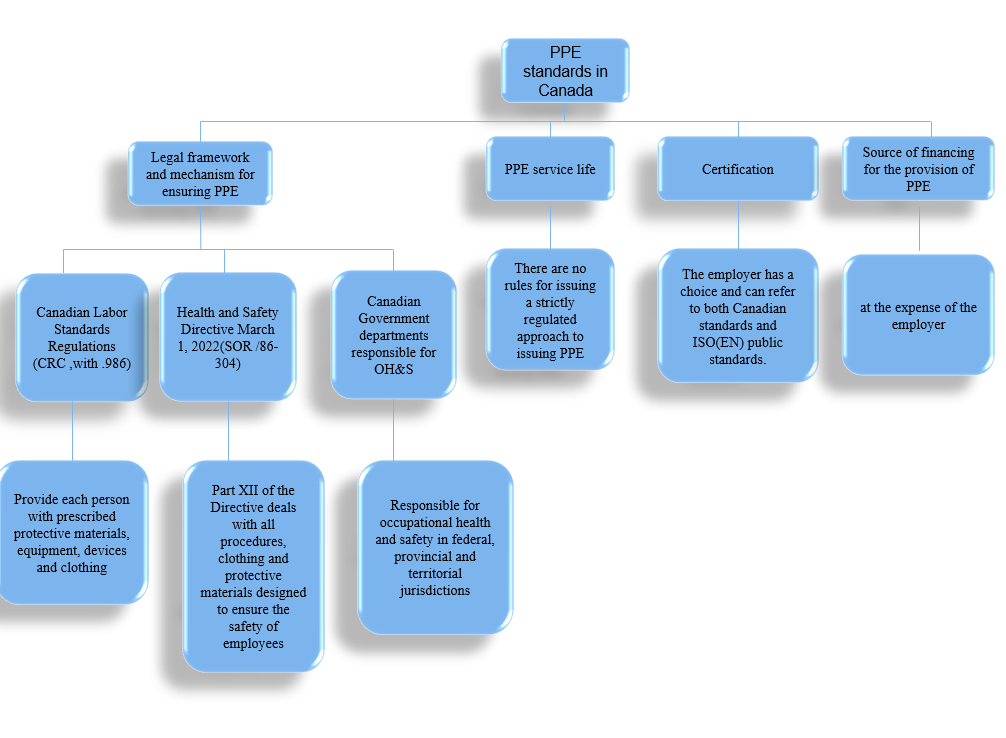 PPE
standards in
Canada
Legal framework
and mechanism for
ensuring PPE
PPE service life
Certification
Source of financing
for the provision of
PPE
Canadian Labor
Standards
Regulations
(CRC ,with .986)
Health and Safety
Directive March
1, 2022(SOR /86-
304)
Canadian
Government
departments
responsible for
OH&S
There are no
rules for issuing
a strictly
regulated
approach to
issuing PPE
The employer has a
choice and can refer
to both Canadian
standards and
ISO(EN) public
standards.
at the expense of the
employer
Provide each person
with prescribed
protective materials,
equipment, devices
and clothing
Part XII of the
Directive deals
with all
procedures,
clothing and
protective
materials designed
to ensure the
safety of
employees
Responsible for
occupational health
and safety in federal,
provincial and
territorial
jurisdictions